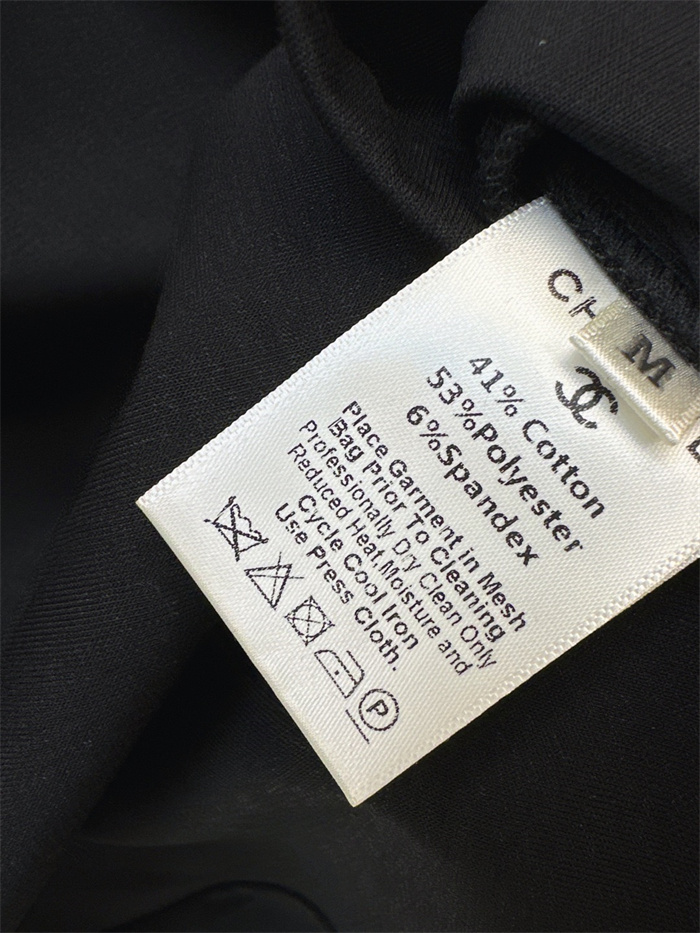 CH
M
41% Cotton
53%Polyester
6%Spandex
Place Garment in Mesh
Bag Prior To Cleaning
Professionally Dry Clean Only
Reduced Heat,Moisture and
Cycle Cool Iron
Use Press Cloth.
P